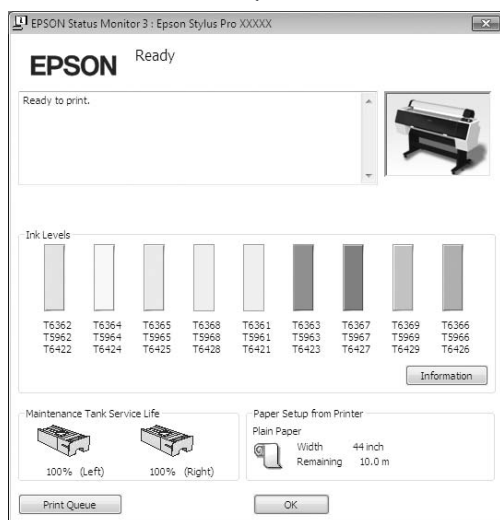 EPSON Status Monitor 3 : Epson Stylus Pro XXXXX
EPSON
Ready
Ready to print.
Ink Levels
T6362 T6364 T6365 T6368 T6361 T6363 T6367 T6369 T6366
T5962 T5964 T5965 T5968 T5961 T5963 T5967 T5969 T5966
T6422 T6424 T6425 T6428 T6421 T6423 T6427 T6429 T6426
Information
Maintenance Tank Service Life
100% (Left) 100% (Right)
Paper Setup from Printer
Plain Paper
Width 44 inch
Remaining 10.0 m
Print Queue
OK